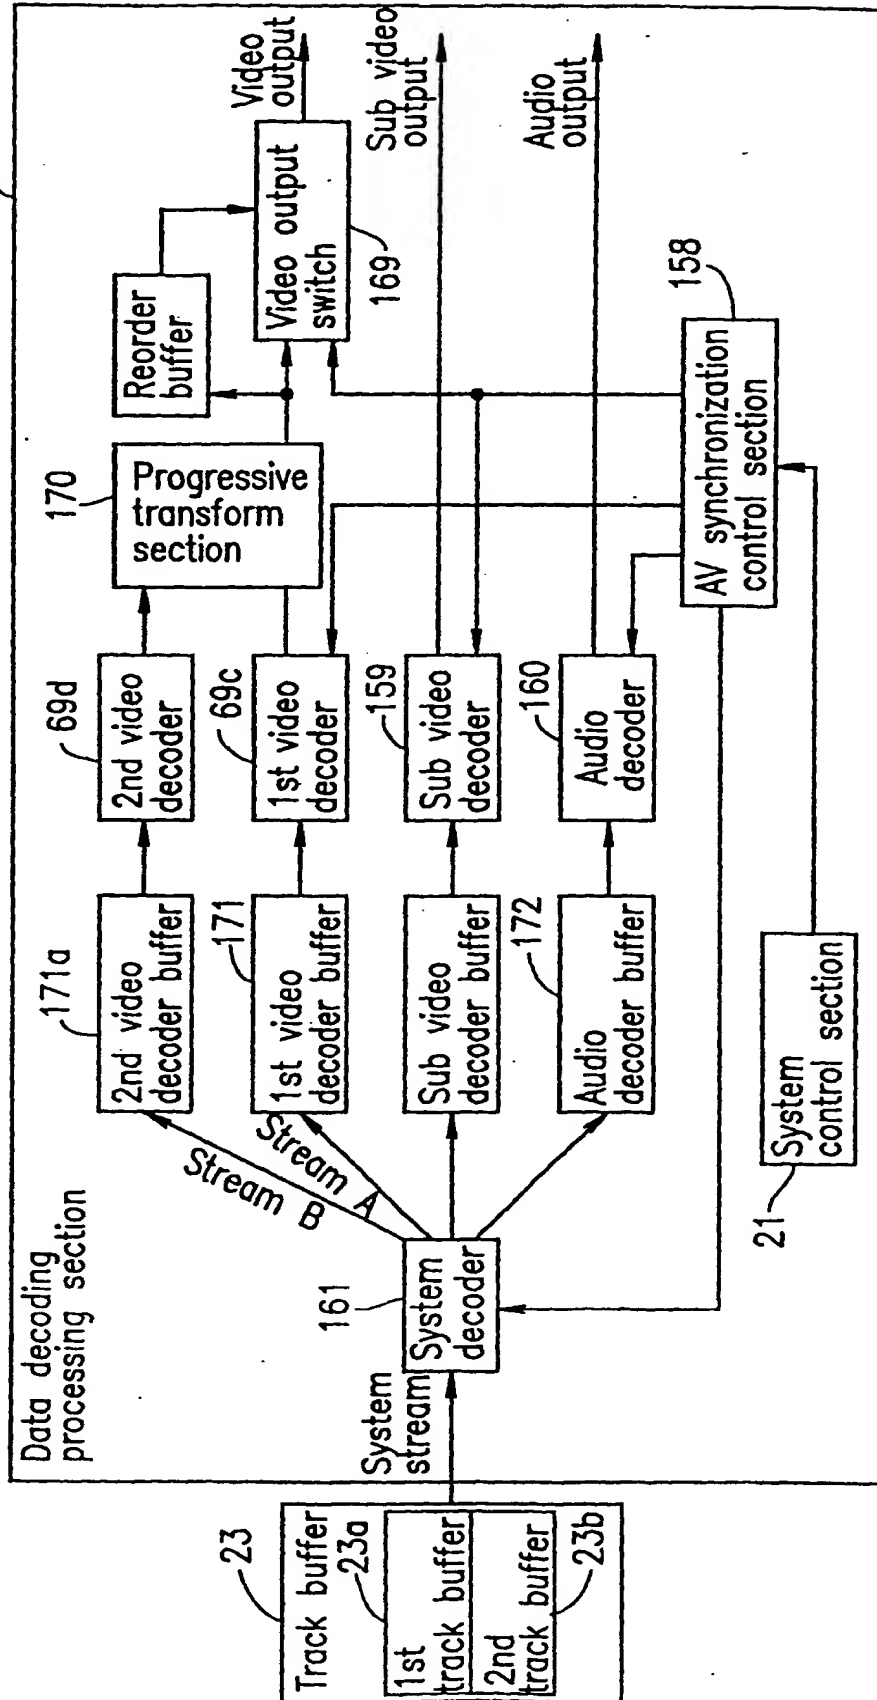 Data decoding
processing section
23
Track buffer
23a
1st
track buffer
2nd
track buffer
23b
System
stream
161
System
decoder
Stream B
Stream A
171a
2nd video
decoder buffer
171
1st video
decoder buffer
Sub video
decoder buffer
172
Audio
decoder buffer
69d
2nd video
decoder
69c
1st video
decoder
159
Sub video
decoder
160
Audio
decoder
170
Progressive
transform
section
Reorder
buffer
Video output
switch
169
Video
output
Sub video
output
Audio
output
158
AV synchronization
control section
21
System
control section